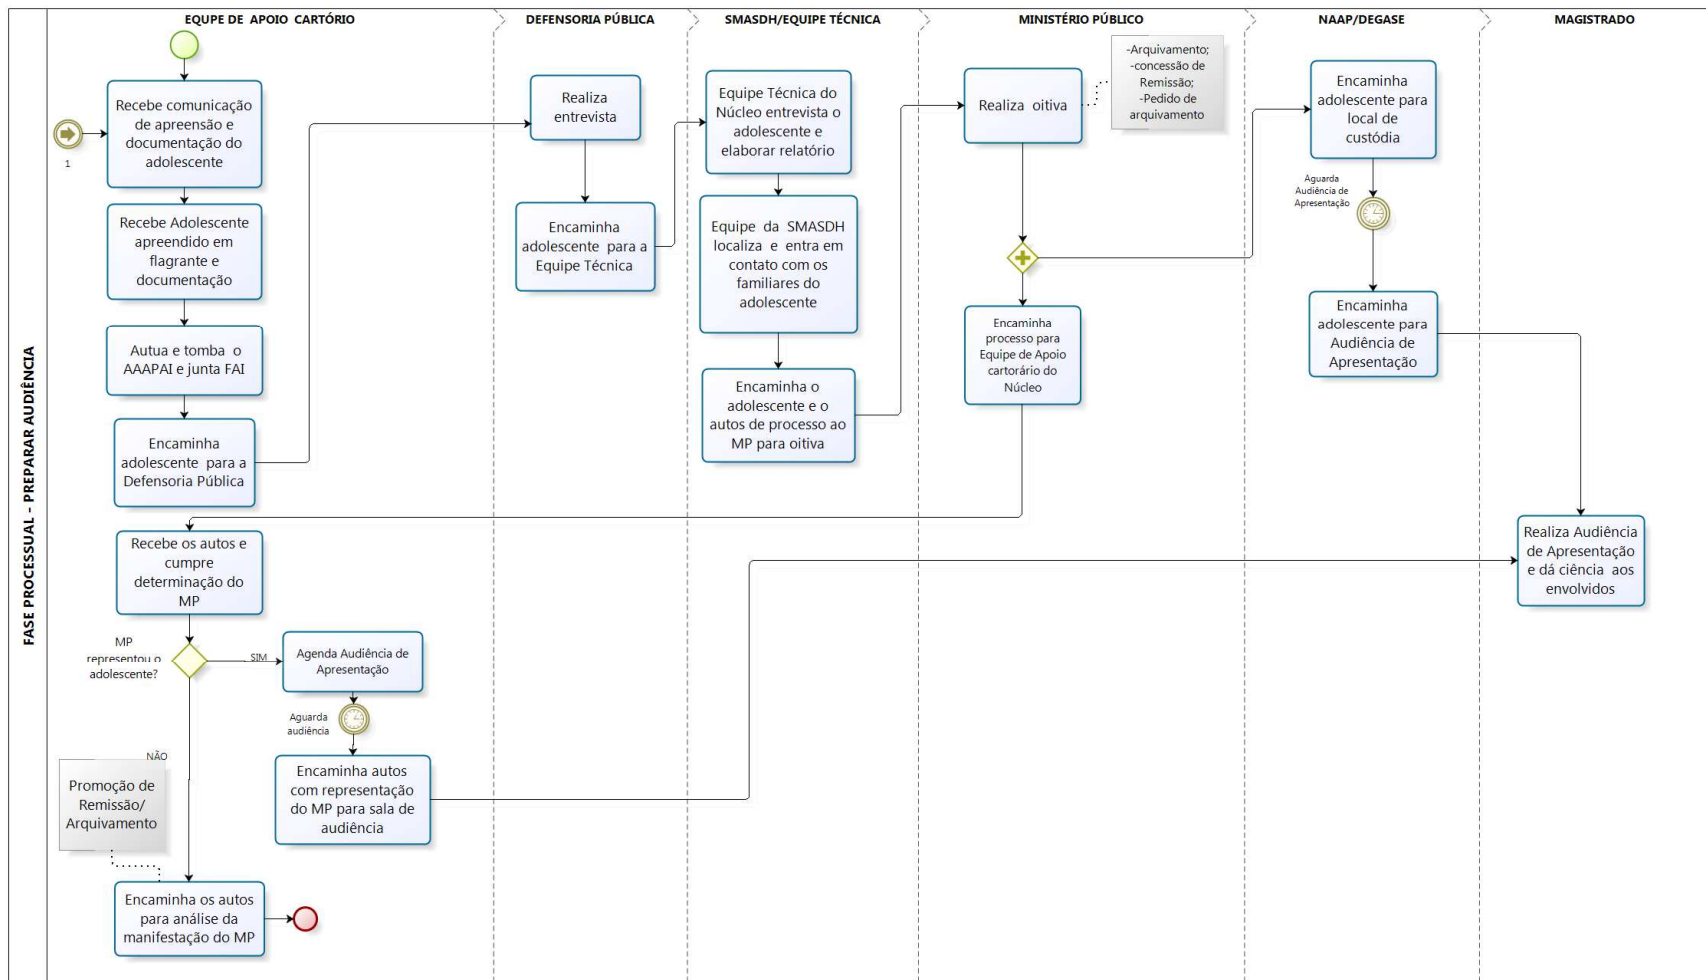 EQUPE DE APOIO CARTÓRIO
DEFENSORIA PÚBLICA
SMASDH/EQUIPE TÉCNICA
MINISTÉRIO PÚBLICO
NAAP/DEGASE
MAGISTRADO
FASE PROCESSUAL - PREPARAR AUDIÊNCIA
1
Recebe comunicação
de apreensão e
documentação do
adolescente
Recebe Adolescente
apreendido em
flagrante e
documentação
Autua e tomba o
AAAPAI e junta FAI
Encaminha
adolescente para a
Defensoria Pública
Realiza
entrevista
Encaminha
adolescente para a
Equipe Técnica
Equipe Técnica do
Núcleo entrevista o
adolescente e
elaborar relatório
Equipe da SMASDH
localiza e entra em
contato com os
familiares do
adolescente
Encaminha o
adolescente e o
autos de processo ao
MP para oitiva
Realiza oitiva
-Arquivamento;
-concessão de
Remissão;
-Pedido de
arquivamento
Encaminha
processo para
Equipe de Apoio
cartorário do
Núcleo
Encaminha
adolescente para
local de
custódia
Aguarda
Audiência de
Apresentação
Encaminha
adolescente para
Audiência de
Apresentação
Realiza Audiência
de Apresentação
e dá ciência aos
envolvidos
Recebe os autos e
cumpre
determinação do
MP
MP
representou o
adolescente?
SIM
Agenda Audiência de
Apresentação
Aguarda
audiência
Encaminha autos
com representação
do MP para sala de
audiência
NÃO
Promoção de
Remissão/
Arquivamento
Encaminha os autos
para análise da
manifestação do MP